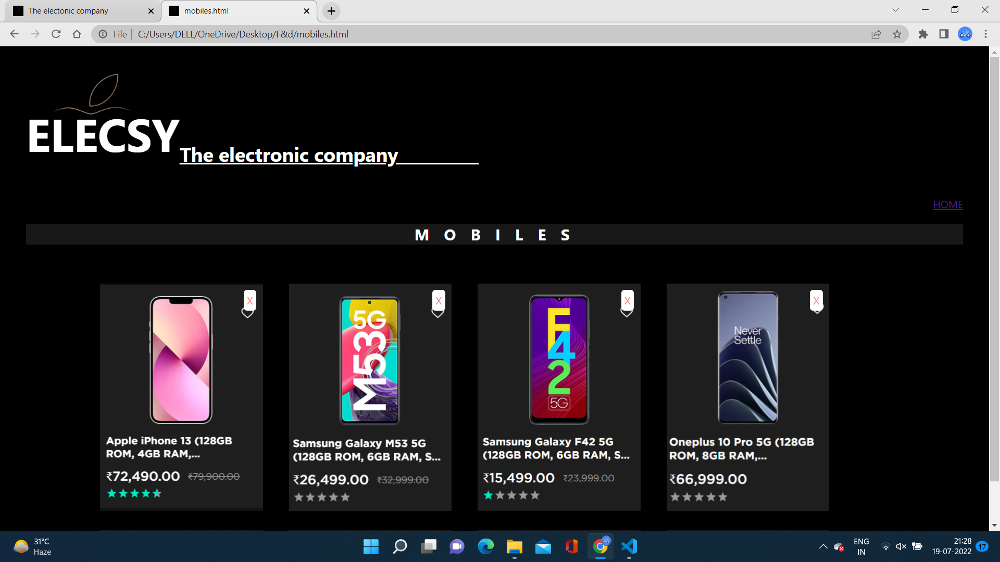 The electonic company
mobiles.html
File | C:/Users/DELL/OneDrive/Desktop/F&d/mobiles.html
ELECSY
The electronic company
HOME
M O B I L E S
X
X
X
X
5G
M53
F42
5G
Never
Settle
Apple iPhone 13 (128GB
ROM, 4GB RAM,...
₹72,490.00 ₹79,900.00
Samsung Galaxy M53 5G
(128GB ROM, 6GB RAM, S...
₹26,499.00 ₹32,999.00
Samsung Galaxy F42 5G
(128GB ROM, 6GB RAM, S...
₹15,499.00 ₹23,999.00
Oneplus 10 Pro 5G (128GB
ROM, 8GB RAM,...
₹66,999.00
31°C
Haze
ENG
IN
21:28
19-07-2022
17